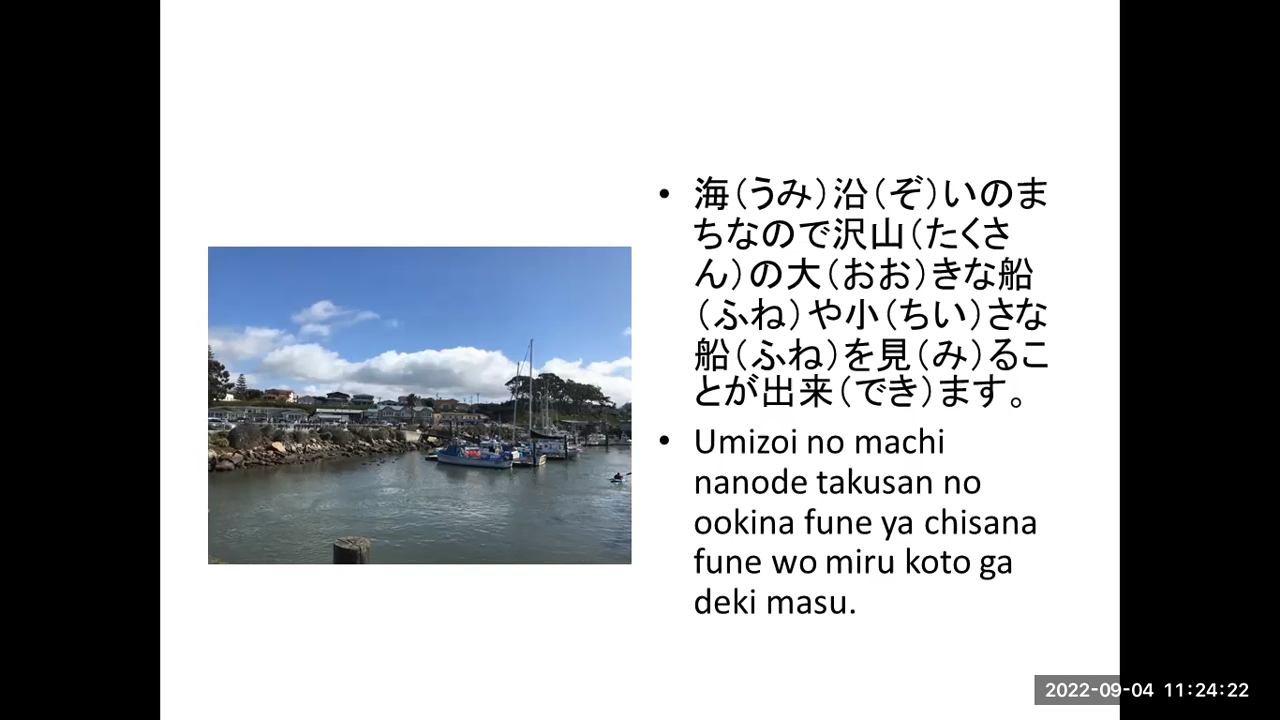 • 海（うみ）沿（ぞ）いのま
ちなので沢山（たくさ
ん）の大（おお）きな船
（ふね）や小（ちい）さな
船（ふね）を見（み）るこ
とが出来（でき）ます。
• Umizoi no machi
nanode takusan no
ookina fune ya chisana
fune wo miru koto ga
deki masu.
2022-09-04 11:24:22